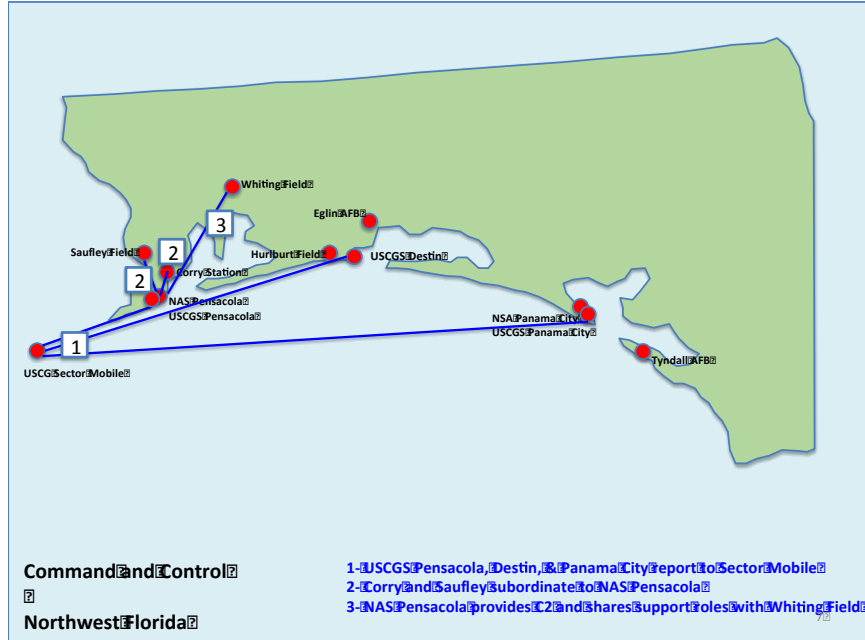 Whiting Field
Eglin AFB
3
2
Saufley Field
Hurlburt Field
USCGS Destin
Corry Station
2
NAS Pensacola
USCGS Pensacola
NSA Panama City
USCGS Panama City
1
Tyndall AFB
USCG Sector Mobile
Command and Control
Northwest Florida
1- USCGS Pensacola, Destin, & Panama City report to Sector Mobile
2- Corry and Saufley subordinate to NAS Pensacola
3- NAS Pensacola provides C2 and shares support roles with Whiting Field
7